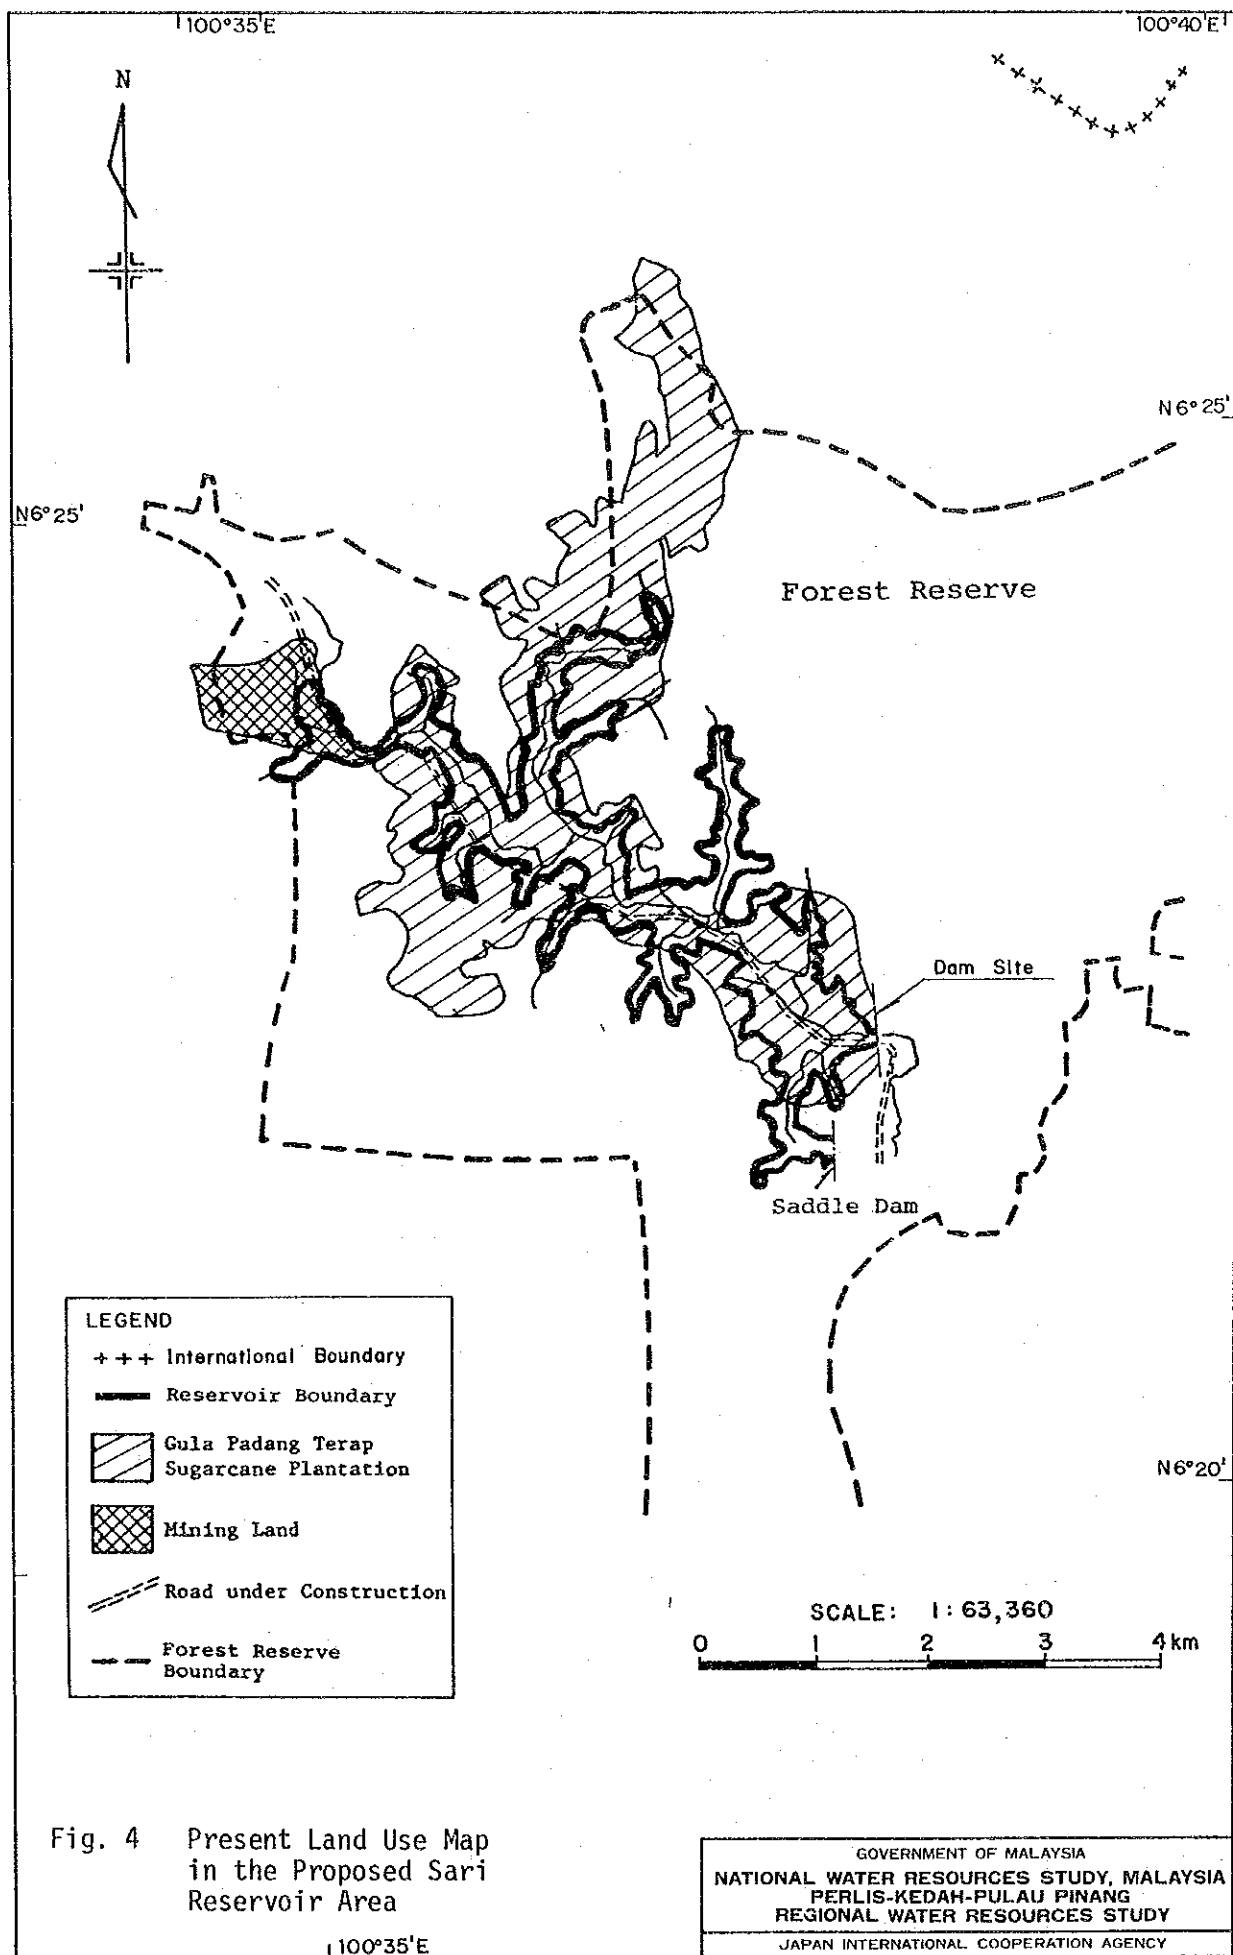 100°35'E
100°40'E
N
N6°25'
N6°25'
Forest Reserve
Dam Site
Saddle Dam
LEGEND
+++ International Boundary
Reservoir Boundary
Gula Padang Terap
Sugarcane Plantation
Mining Land
Road under Construction
Forest Reserve
Boundary
N6°20'
SCALE: 1:63,360
0 1 2 3 4 km
Fig. 4 Present Land Use Map
in the Proposed Sari
Reservoir Area
100°35'E
GOVERNMENT OF MALAYSIA
NATIONAL WATER RESOURCES STUDY, MALAYSIA
PERLIS-KEDAH-PULAU PINANG
REGIONAL WATER RESOURCES STUDY
JAPAN INTERNATIONAL COOPERATION AGENCY